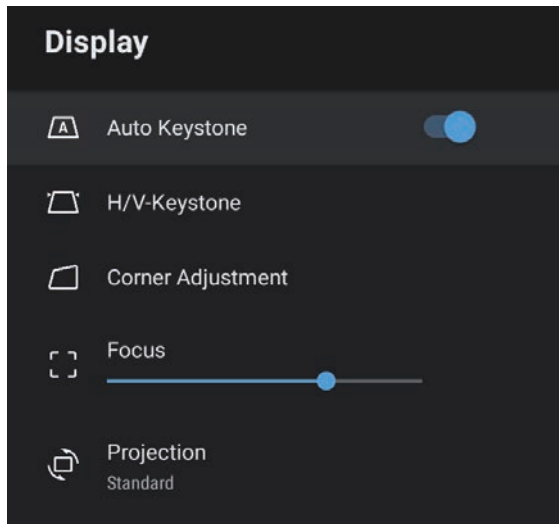 Display
A
Auto Keystone
H/V-Keystone
Corner Adjustment
Focus
Projection
Standard